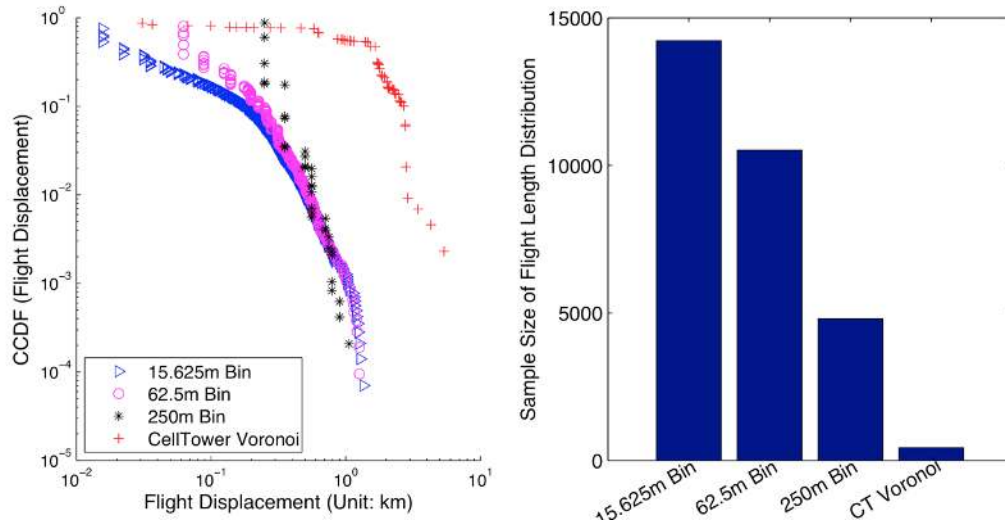 10^0
10^-1
10^-2
10^-3
10^-4
10^-5
CCDF (Flight Displacement)
15.625m Bin
62.5m Bin
250m Bin
CellTower Voronoi
10^-2
10^-1
10^0
10^1
Flight Displacement (Unit: km)
15000
10000
5000
0
Sample Size of Flight Length Distribution
15.625m Bin
62.5m Bin
250m Bin
CT Voronoi